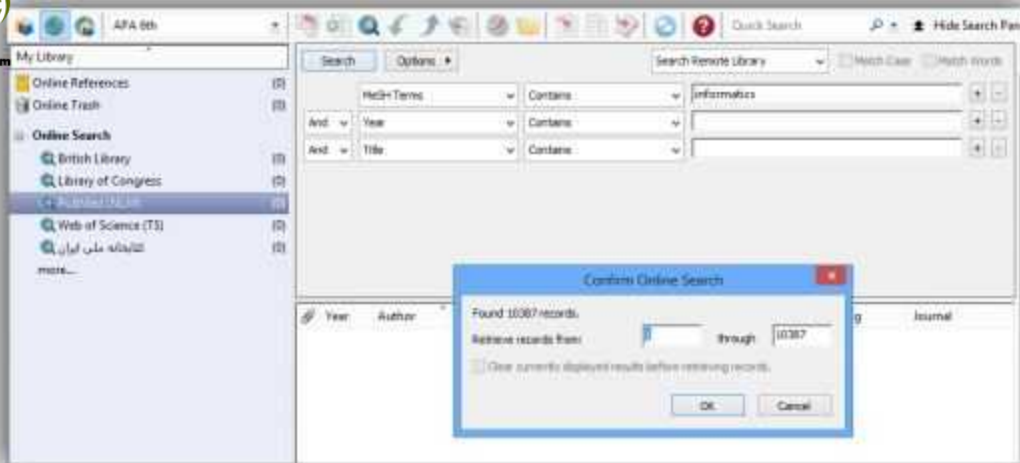 APA 6th
Quick Search
Hide Search Pan
My Library
Online References (0)
Online Trash (0)
Online Search
British Library (0)
Library of Congress (0)
PubMed (NLM) (0)
Web of Science (TS) (0)
کتابخانه ملی ایران (0)
more...
Search Options
Search Remote Library
Match Case Match Words
MeSH Terms Contains informatics
And Year Contains
And Title Contains
Year Author
Journal
Confirm Online Search
Found 10387 records.
Retrieve records from: through 10387
Clear currently displayed results before retrieving records.
OK Cancel